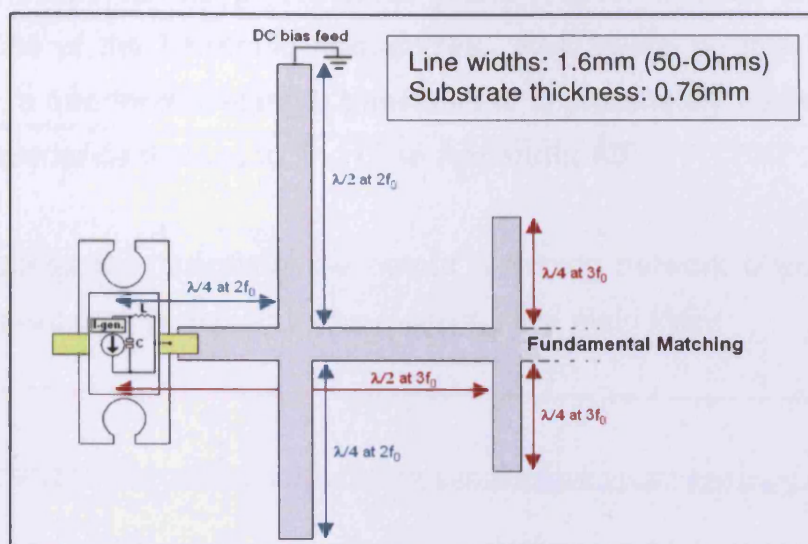 DC bias feed
Line widths: 1.6mm (50-Ohms)
Substrate thickness: 0.76mm
λ/2 at 2f₀
λ/4 at 2f₀
λ/4 at 3f₀
I-gen.
L
C
Fundamental Matching
λ/2 at 3f₀
λ/4 at 3f₀
λ/4 at 2f₀